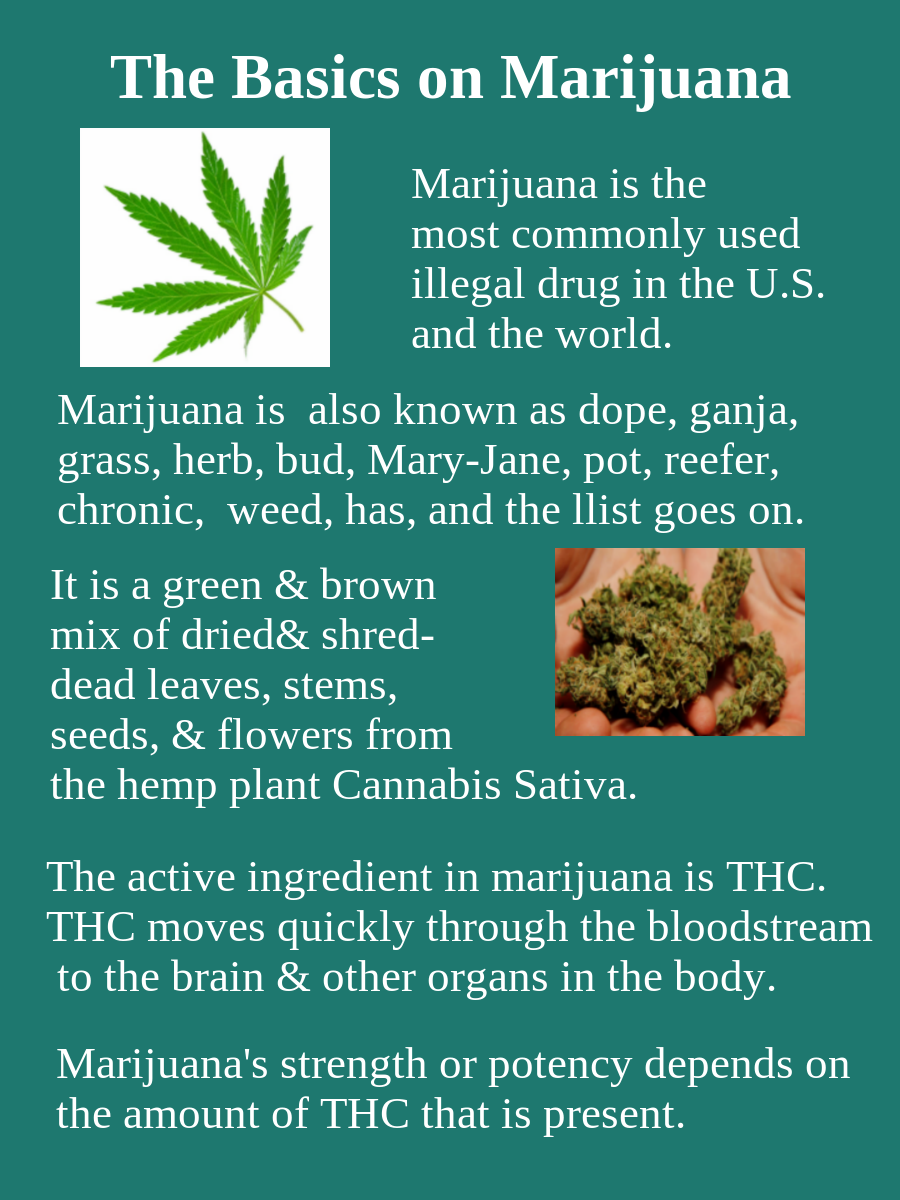 The Basics on Marijuana
Marijuana is the
most commonly used
illegal drug in the U.S.
and the world.
Marijuana is  also known as dope, ganja,
grass, herb, bud, Mary-Jane, pot, reefer,
chronic,  weed, has, and the llist goes on.
It is a green & brown
mix of dried& shred-
dead leaves, stems,
seeds, & flowers from
the hemp plant Cannabis Sativa.
The active ingredient in marijuana is THC.
THC moves quickly through the bloodstream
to the brain & other organs in the body.
Marijuana's strength or potency depends on
the amount of THC that is present.